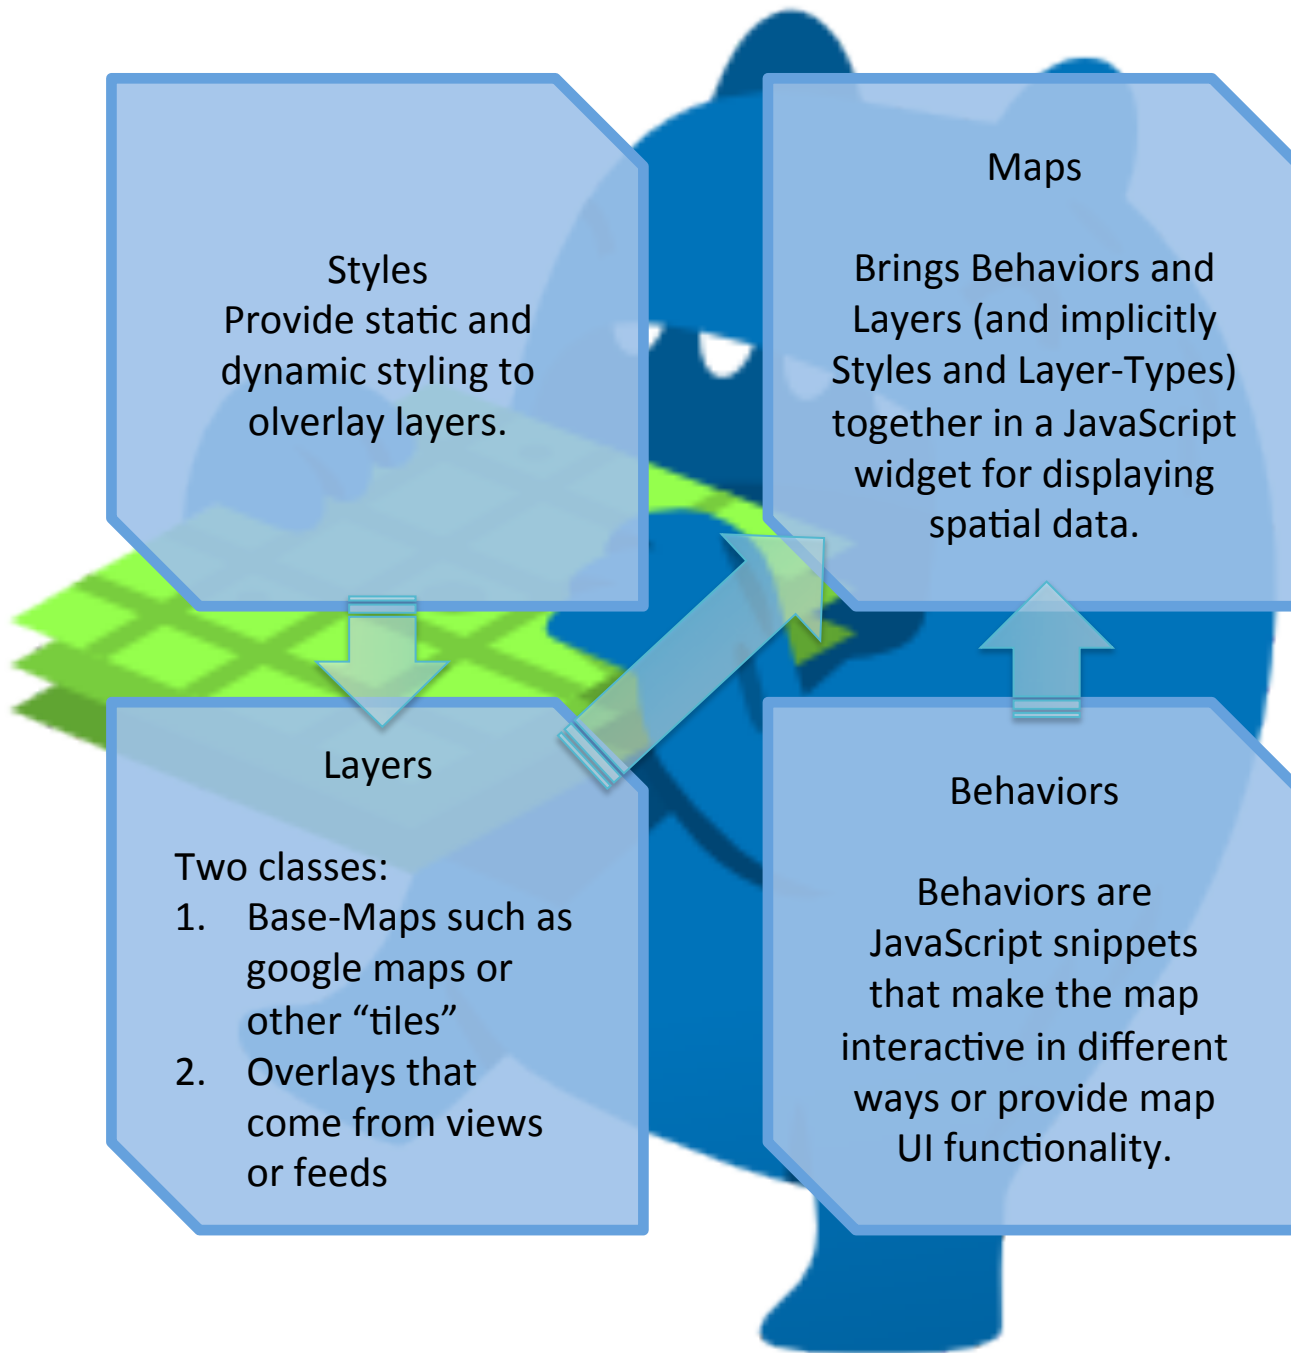 Styles
Provide static and
dynamic styling to
olverlay layers.
Maps
Brings Behaviors and
Layers (and implicitly
Styles and Layer-Types)
together in a JavaScript
widget for displaying
spatial data.
Layers
Two classes:
1. Base-Maps such as
google maps or
other “tiles”
2. Overlays that
come from views
or feeds
Behaviors
Behaviors are
JavaScript snippets
that make the map
interactive in different
ways or provide map
UI functionality.